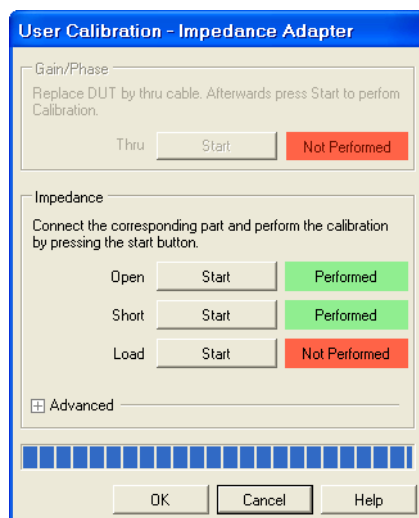 User Calibration - Impedance Adapter
Gain/Phase
Replace DUT by thru cable. Afterwards press Start to perfom
Calibration.
Thru Start Not Performed
Impedance
Connect the corresponding part and perform the calibration
by pressing the start button.
Open Start Performed
Short Start Performed
Load Start Not Performed
Advanced
OK Cancel Help